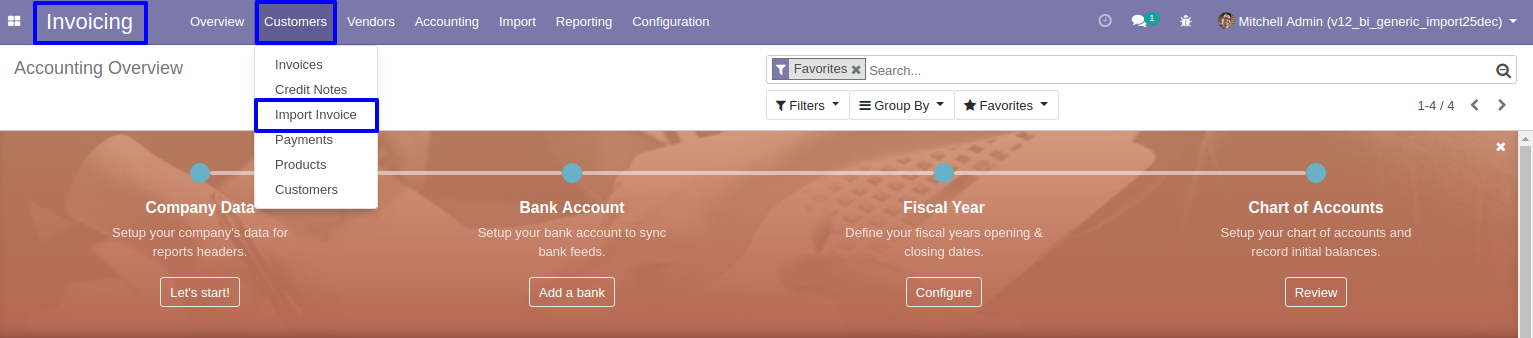 Invoicing Overview Customers Vendors Accounting Import Reporting Configuration 1 Mitchell Admin (v12_bi_generic_import25dec)
Accounting Overview
Favorites Search...
Filters Group By Favorites 1-4 / 4
Invoices
Credit Notes
Import Invoice
Payments
Products
Customers
Company Data
Setup your company's data for
reports headers.
Let's start!
Bank Account
Setup your bank account to sync
bank feeds.
Add a bank
Fiscal Year
Define your fiscal years opening &
closing dates.
Configure
Chart of Accounts
Setup your chart of accounts and
record initial balances.
Review